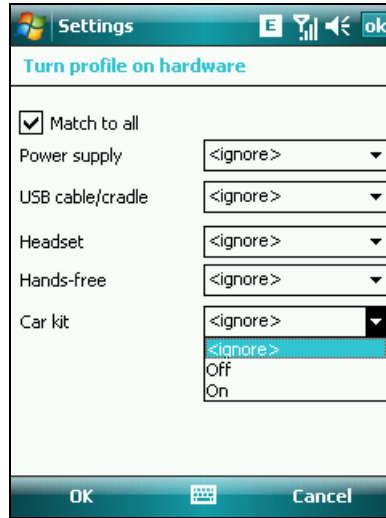 Settings E ok
Turn profile on hardware
Match to all
Power supply <ignore>
USB cable/cradle <ignore>
Headset <ignore>
Hands-free <ignore>
Car kit <ignore>
<ignore>
Off
On
OK Cancel